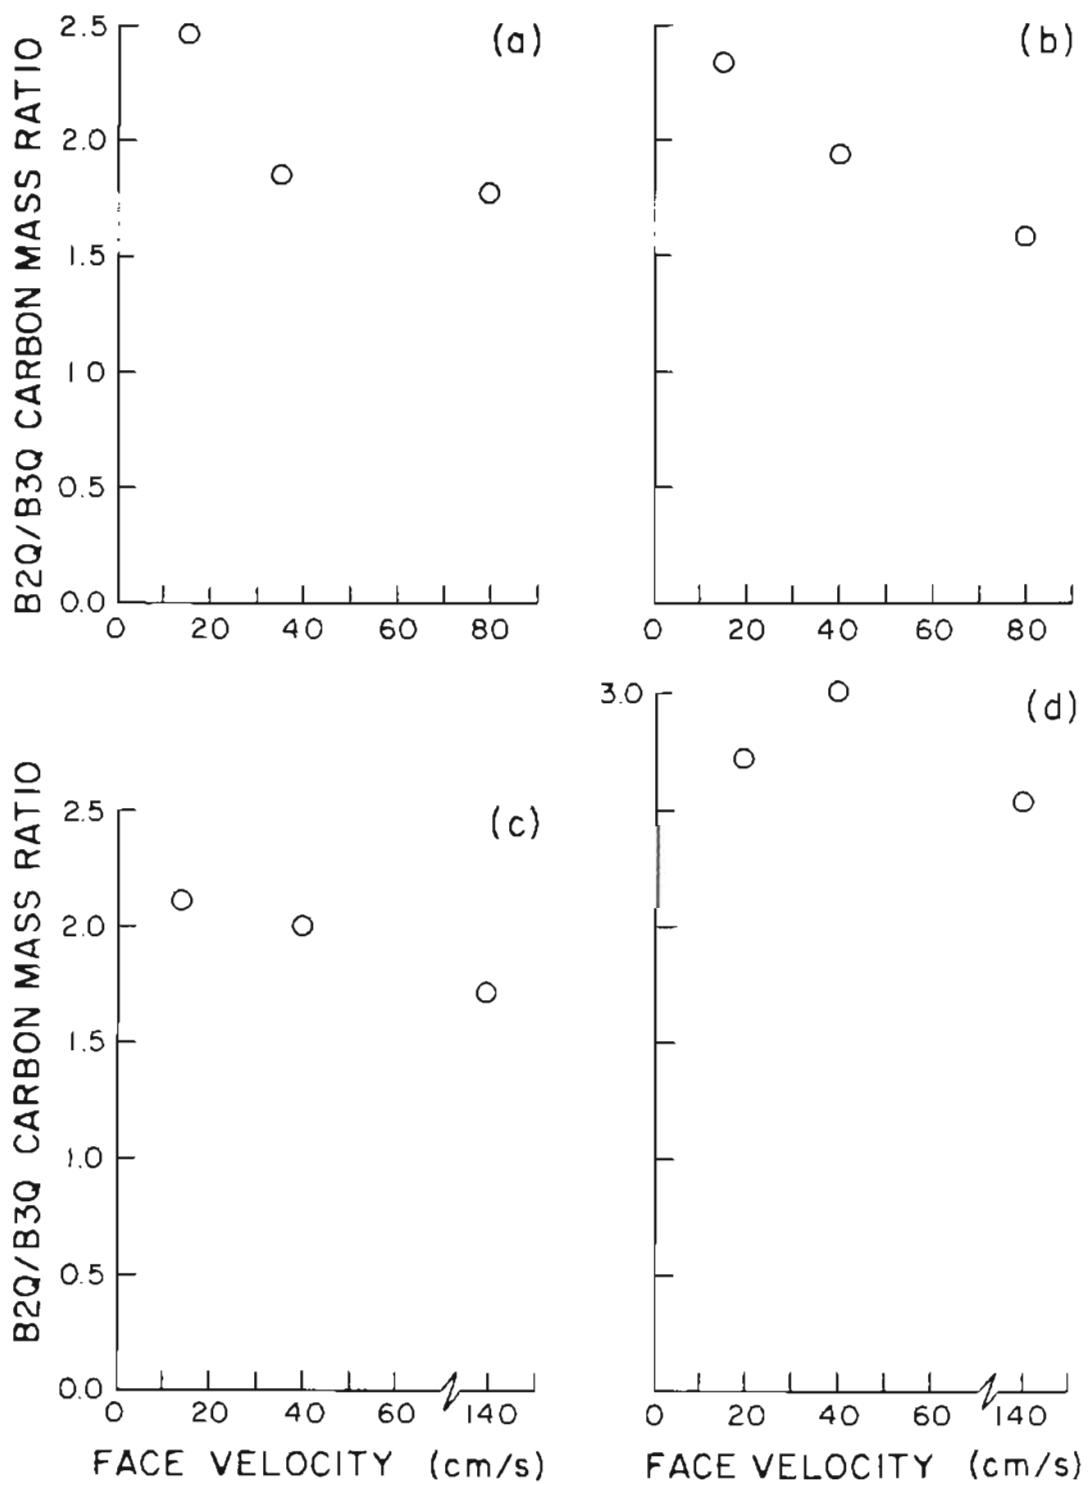 (a)
B2Q/B3Q CARBON MASS RATIO
2.5
2.0
1.5
1 0
0.5
0.0
0 20 40 60 80
(b)
0 20 40 60 80
(c)
B2Q/B3Q CARBON MASS RATIO
2.5
2.0
1.5
1.0
0.5
0.0
0 20 40 60 140
FACE VELOCITY (cm/s)
(d)
3.0
0 20 40 60 140
FACE VELOCITY (cm/s)